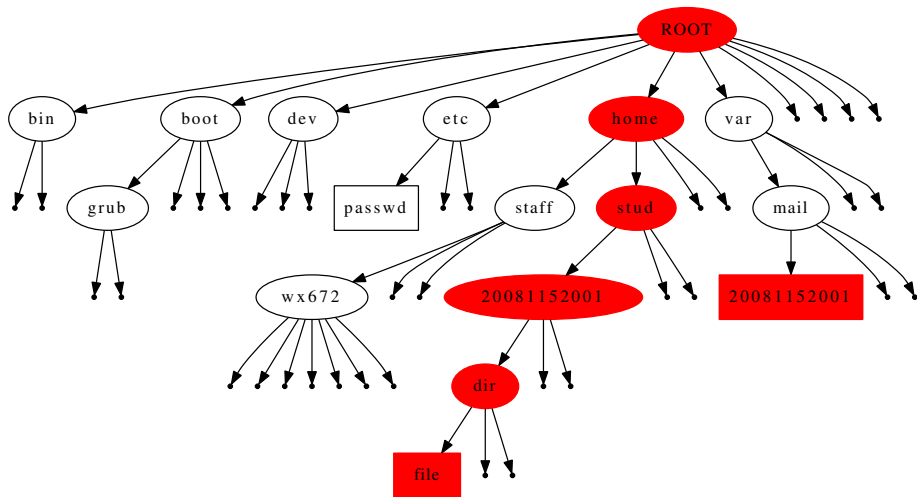 ROOT
bin
boot
dev
etc
home
var
grub
passwd
staff
stud
mail
wx672
20081152001
20081152001
dir
file